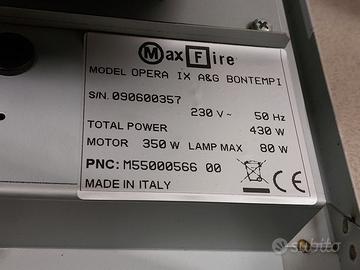 MaxFire®
MODEL OPERA IX A&G BONTEMPI
S/N. 090600357
230 V~ 50 Hz
TOTAL POWER 430 W
MOTOR 350 W LAMP MAX 80 W
PNC: M55000566 00
MADE IN ITALY CE
subito